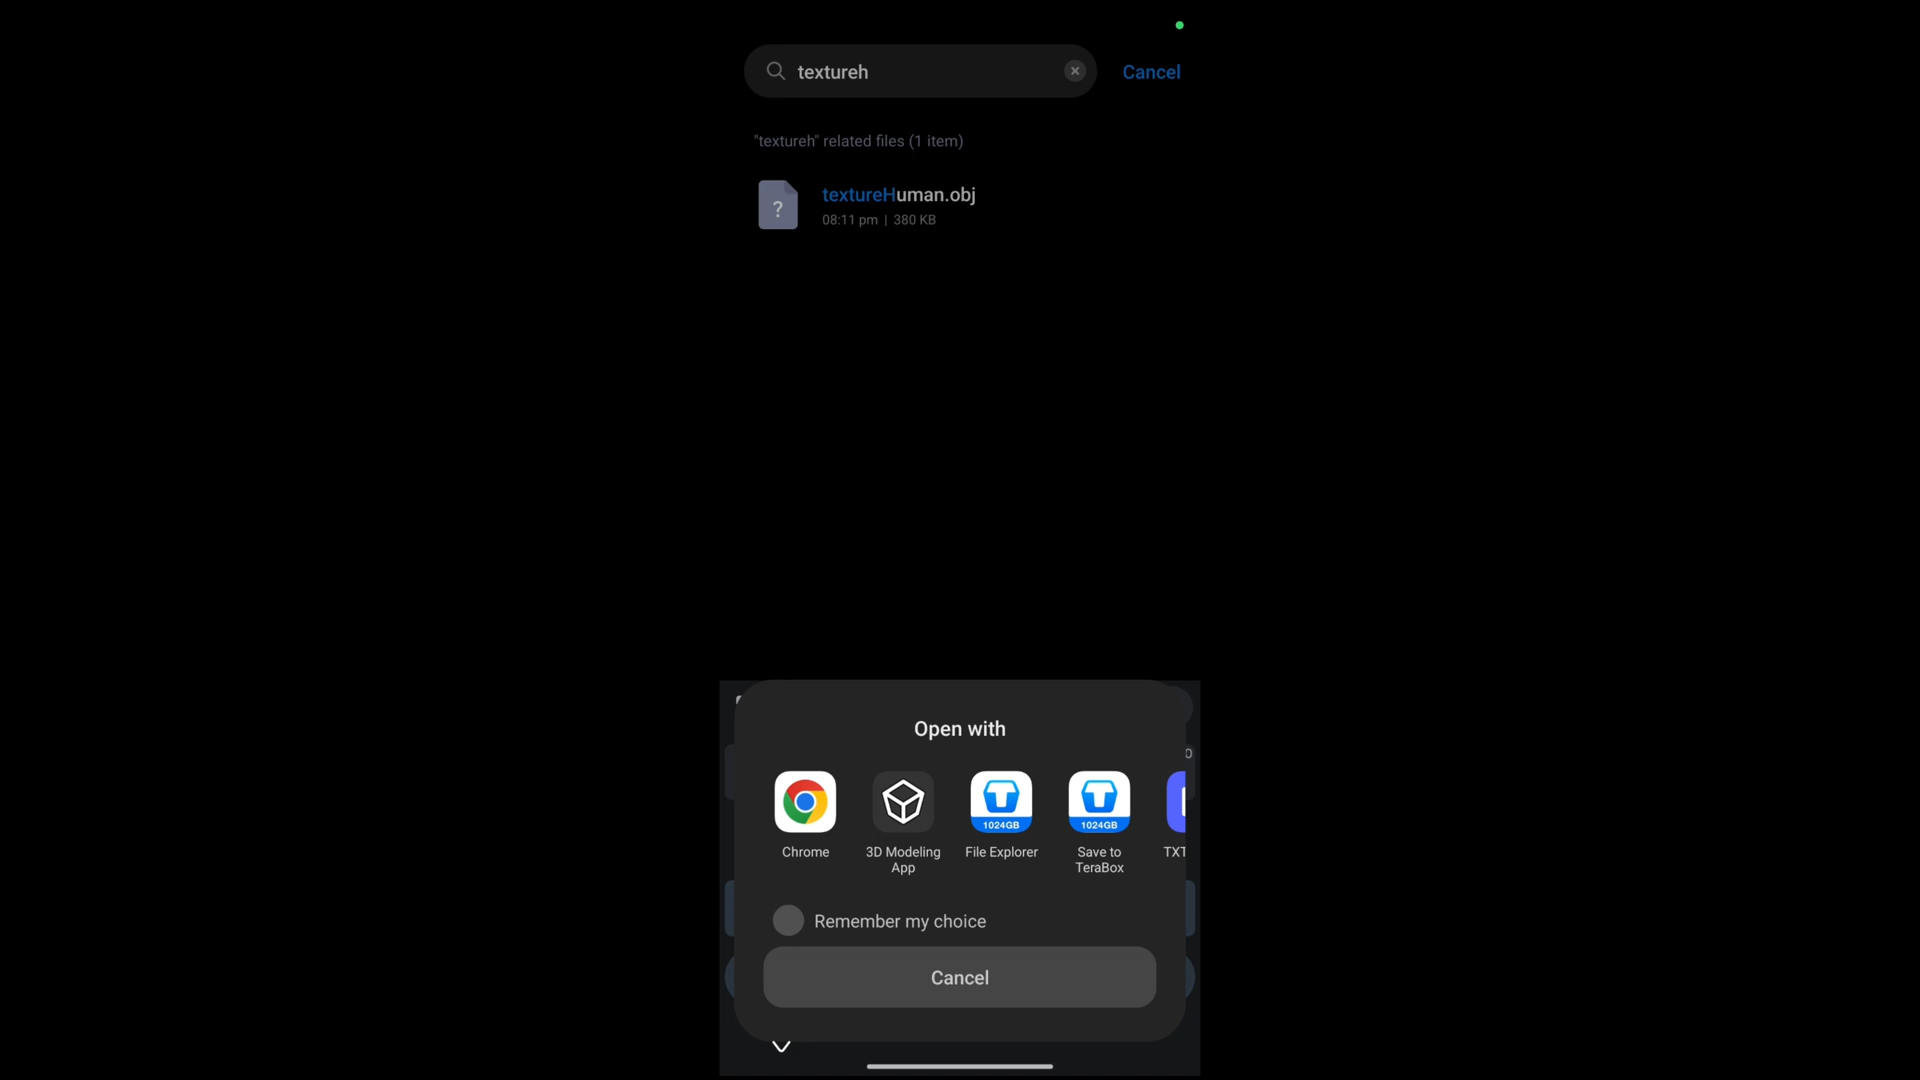 textureh
Cancel
"textureh" related files (1 item)
textureHuman.obj
08:11 pm | 380 KB
?
Open with
1024GB
1024GB
Chrome
3D Modeling
App
File Explorer
Save to
TeraBox
TXT
Remember my choice
Cancel